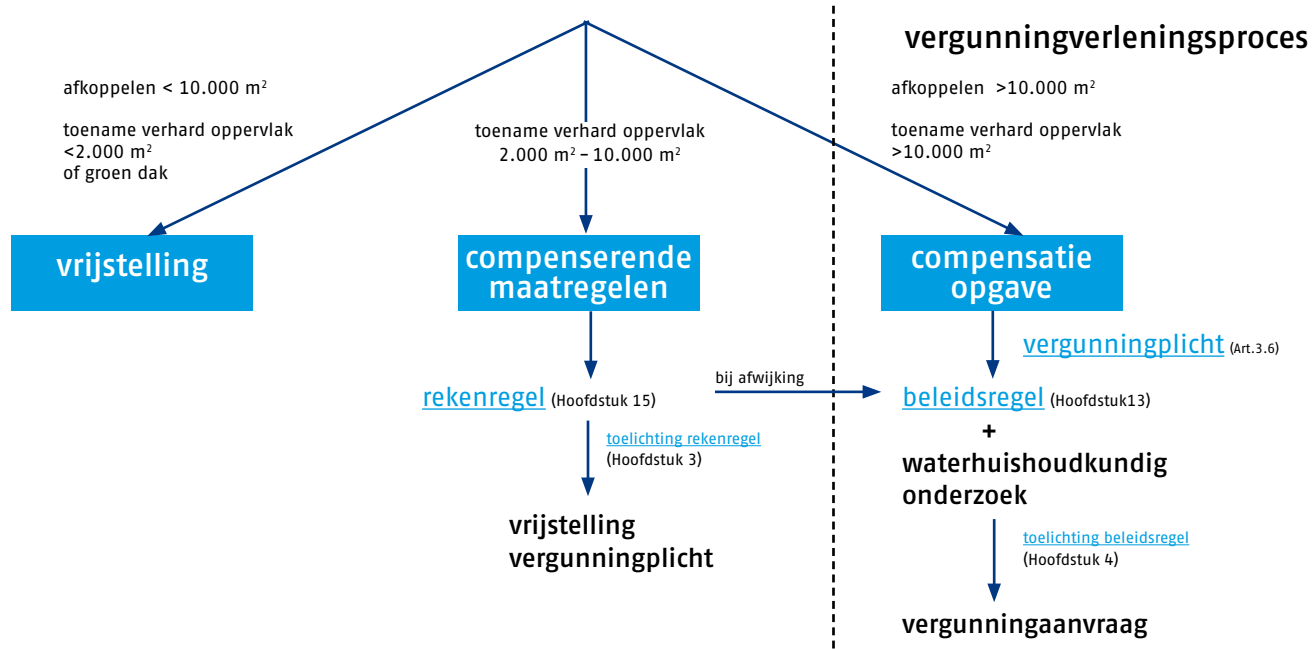 vergunningverleningsproces
afkoppelen < 10.000 m²
toename verhard oppervlak
<2.000 m²
of groen dak
toename verhard oppervlak
2.000 m² – 10.000 m²
afkoppelen >10.000 m²
toename verhard oppervlak
>10.000 m²
vrijstelling
compenserende
maatregelen
compensatie
opgave
vergunningplicht (Art.3.6)
rekenregel (Hoofdstuk 15)
bij afwijking
beleidsregel (Hoofdstuk13)
+
toelichting rekenregel
(Hoofdstuk 3)
waterhuishoudkundig
onderzoek
vrijstelling
vergunningplicht
toelichting beleidsregel
(Hoofdstuk 4)
vergunningaanvraag